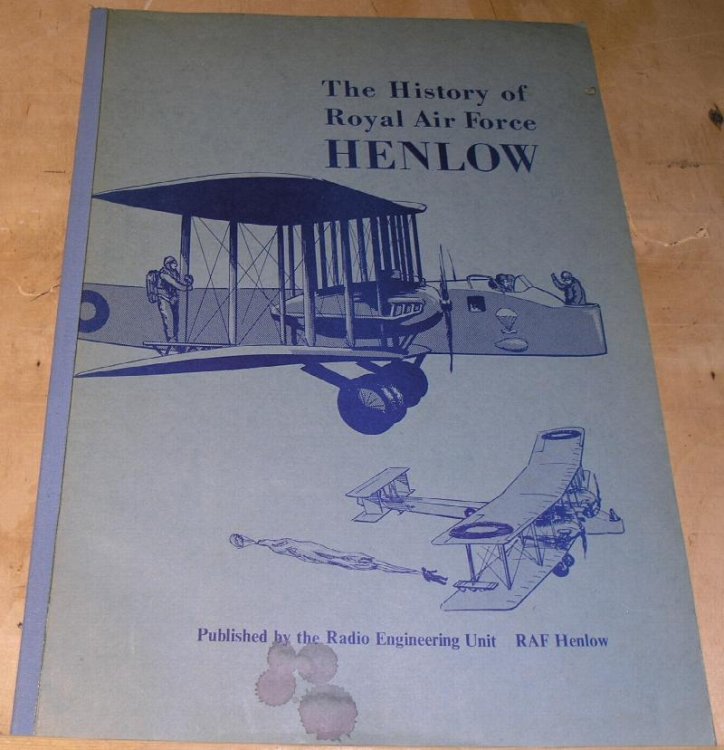 The History of
Royal Air Force
HENLOW
Published by the Radio Engineering Unit RAF Henlow